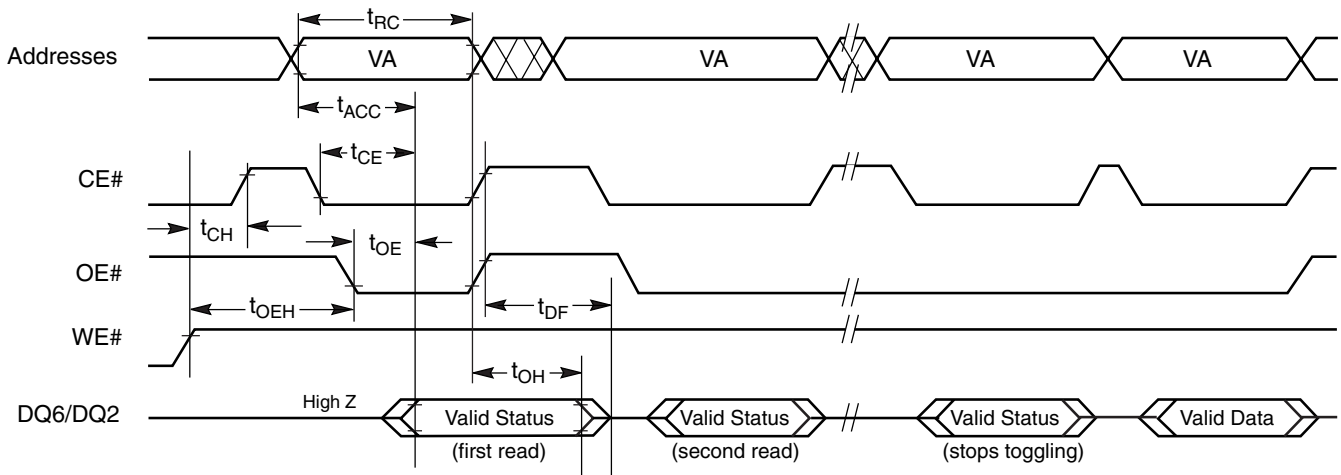 tRC
Addresses VA VA VA VA
tACC
tCE
CE#
tCH tOE
OE#
tOEH tDF
WE#
tOH
DQ6/DQ2 High Z Valid Status Valid Status Valid Status Valid Data
(first read) (second read) (stops toggling)